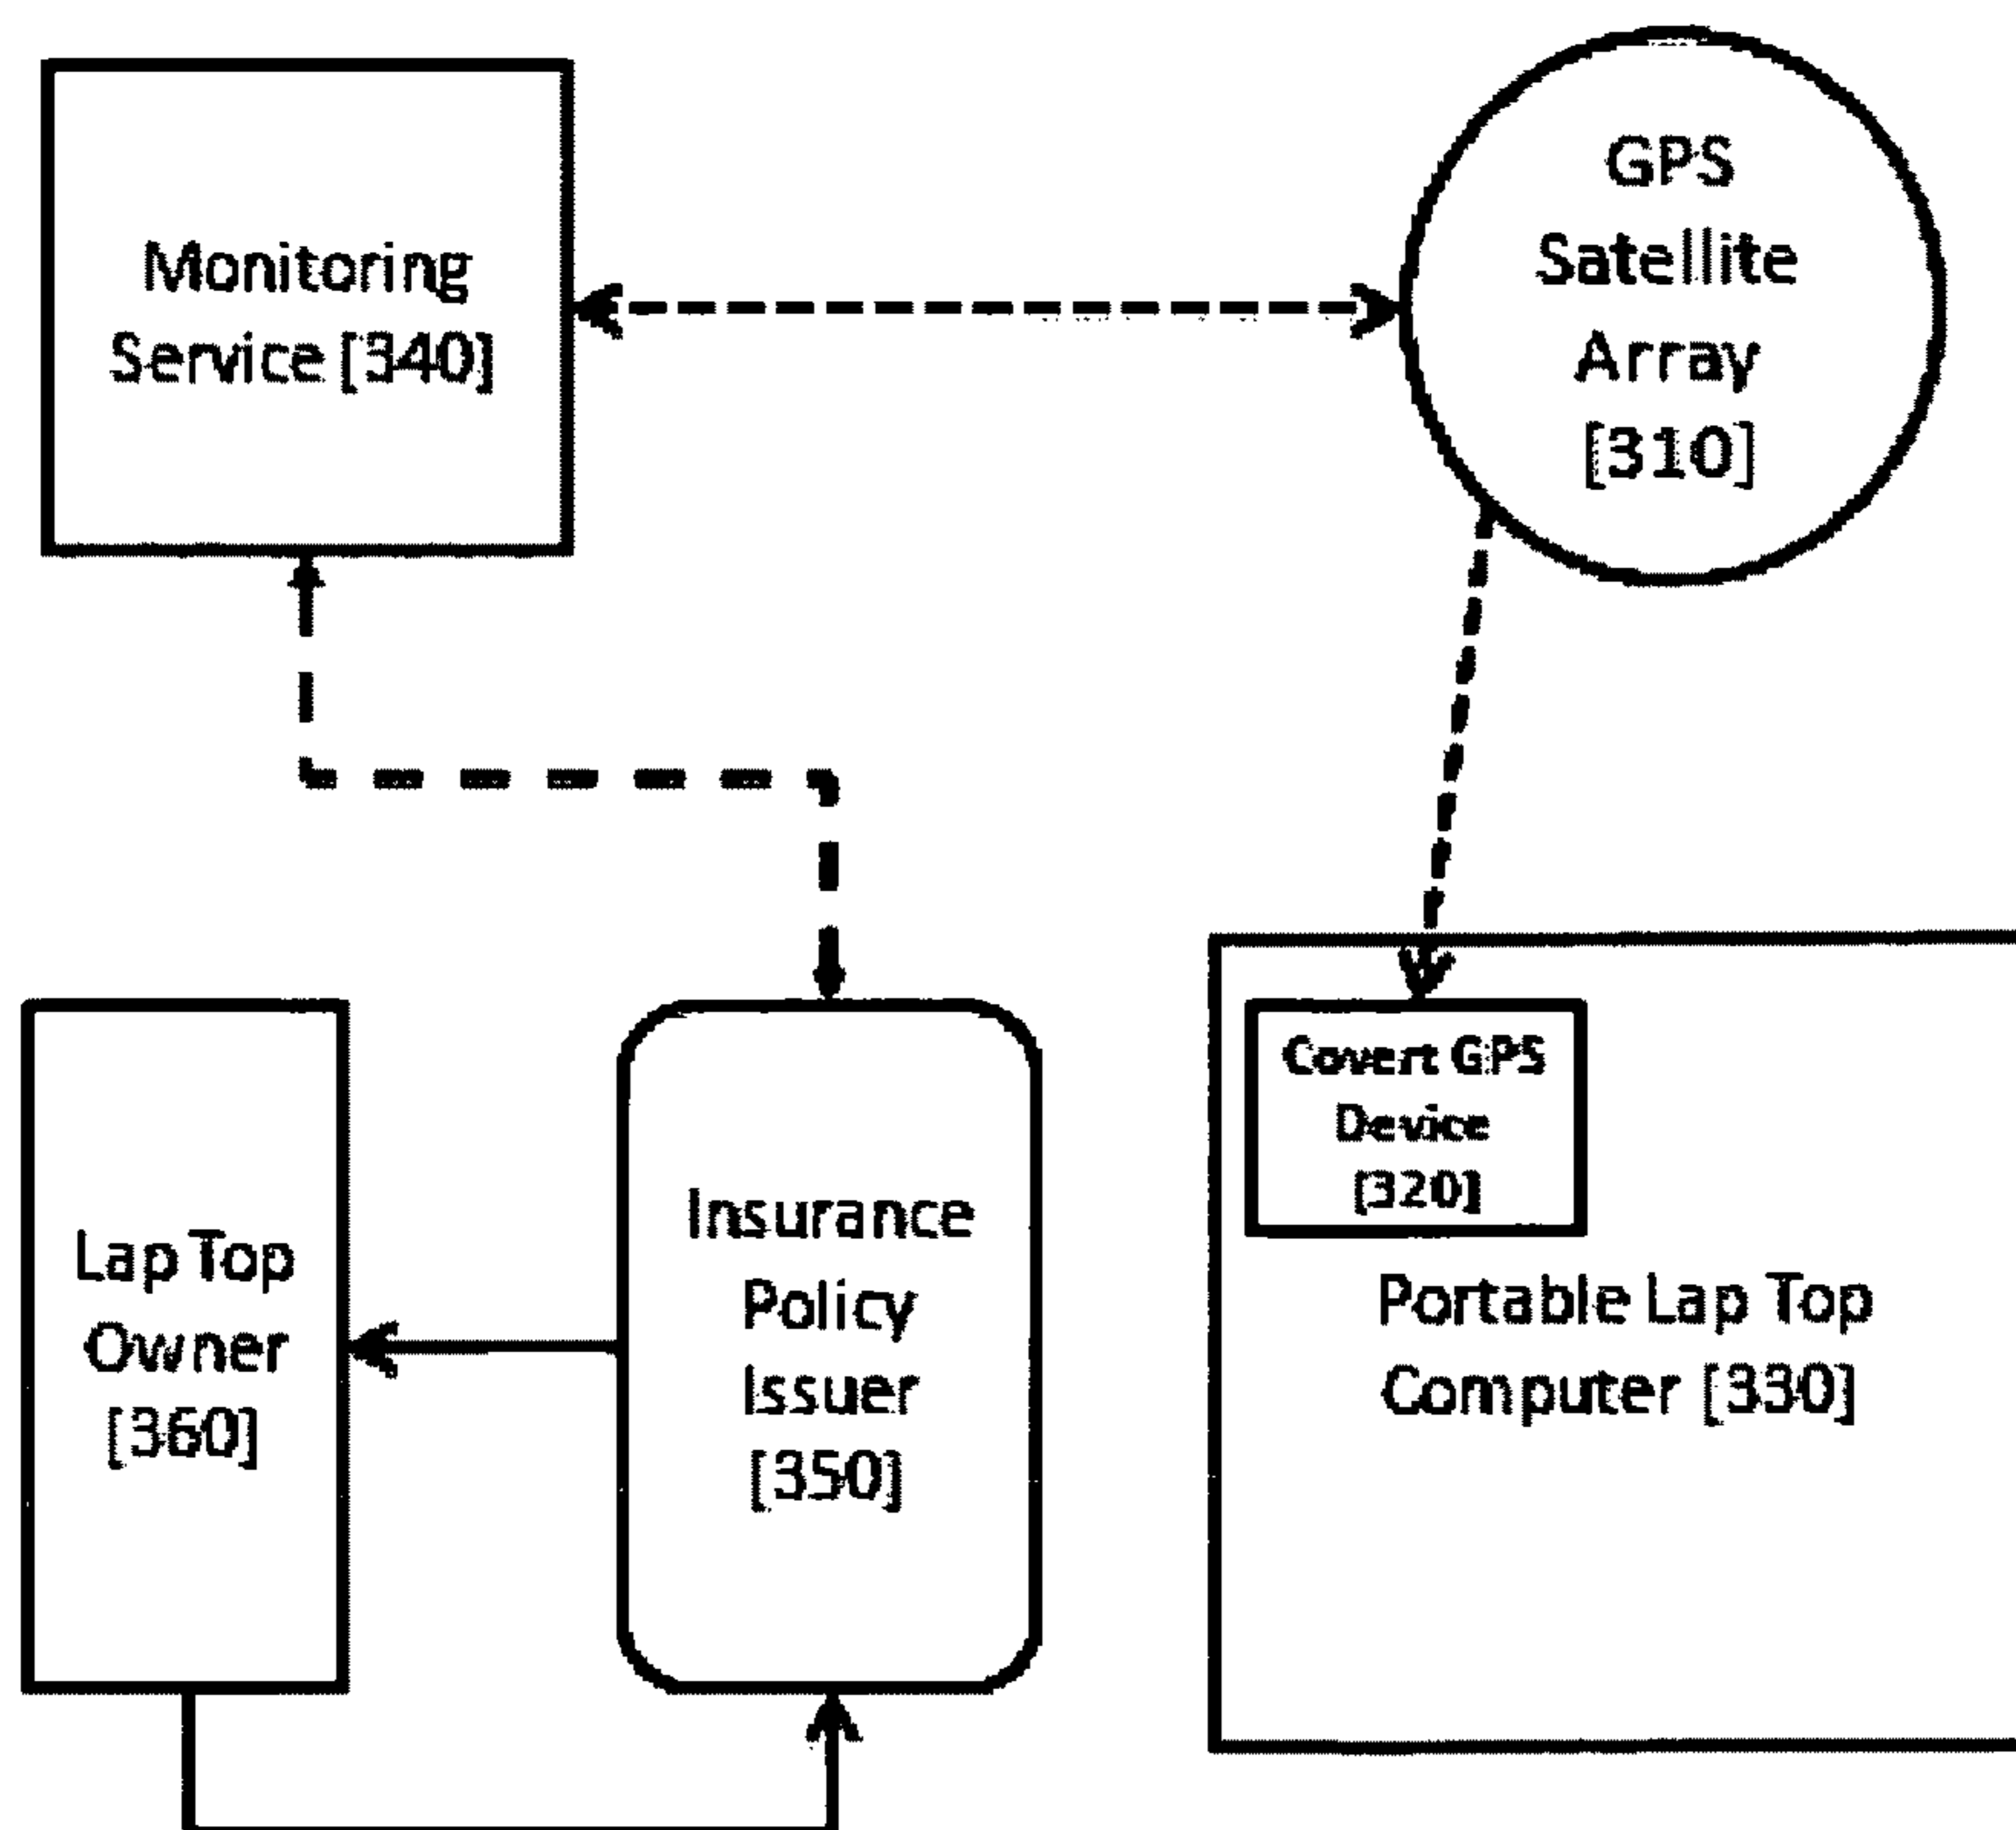 Monitoring
Service [340]
GPS
Satellite
Array
[310]
Lap Top
Owner
[360]
Insurance
Policy
Issuer
[350]
Covert GPS
Device
[320]
Portable Lap Top
Computer [330]